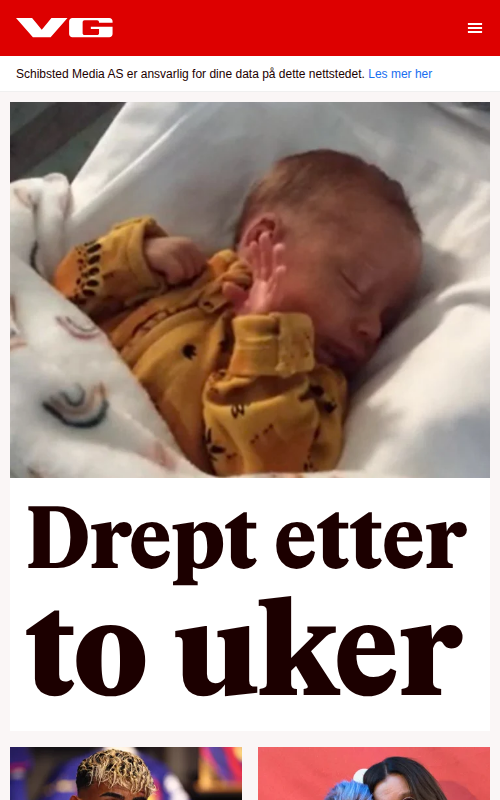 VG
Schibsted Media AS er ansvarlig for dine data på dette nettstedet. Les mer her
Drept etter
to uker